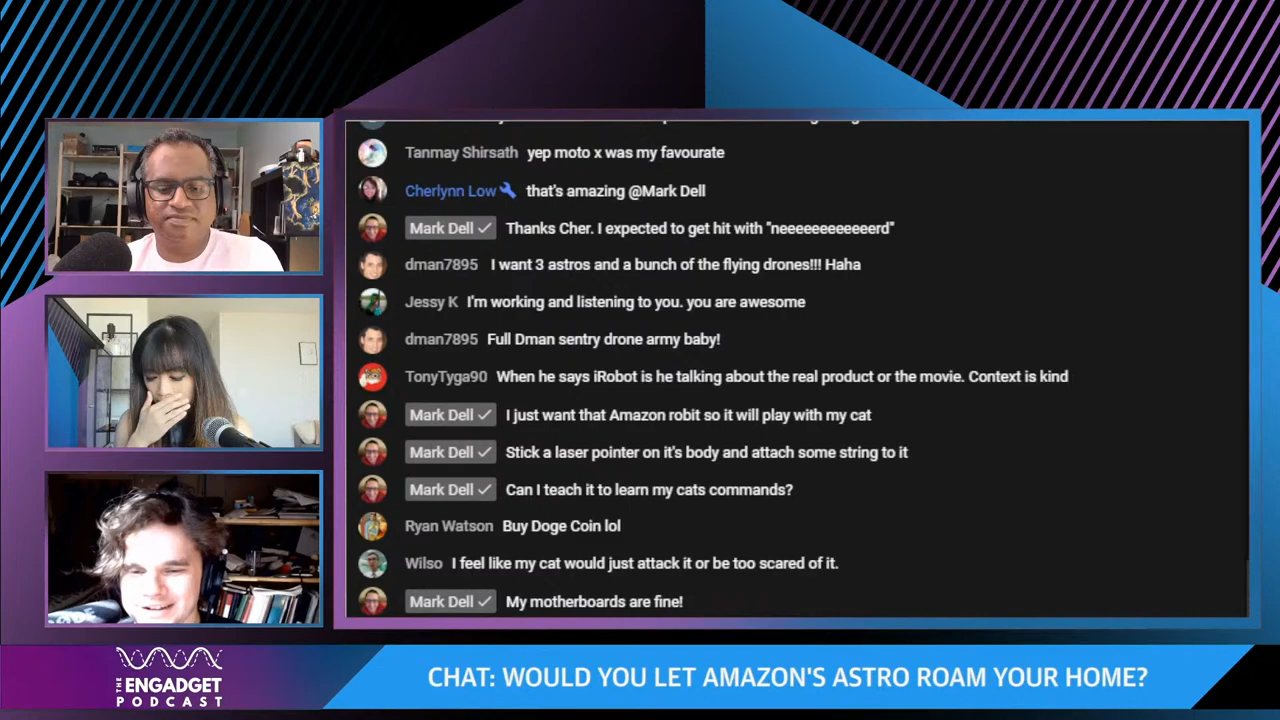 Tanmay Shirsath yep moto x was my favourate
Cherlynn Low that's amazing @Mark Dell
Mark Dell Thanks Cher. I expected to get hit with "neeeeeeeeeeeerd"
dman7895 I want 3 astros and a bunch of the flying drones!!! Haha
Jessy K I'm working and listening to you. you are awesome
dman7895 Full Dman sentry drone army baby!
TonyTyga90 When he says iRobot is he talking about the real product or the movie. Context is kind
Mark Dell I just want that Amazon robit so it will play with my cat
Mark Dell Stick a laser pointer on it's body and attach some string to it
Mark Dell Can I teach it to learn my cats commands?
Ryan Watson Buy Doge Coin lol
Wilso I feel like my cat would just attack it or be too scared of it.
Mark Dell My motherboards are fine!
THE ENGADGET PODCAST
CHAT: WOULD YOU LET AMAZON'S ASTRO ROAM YOUR HOME?